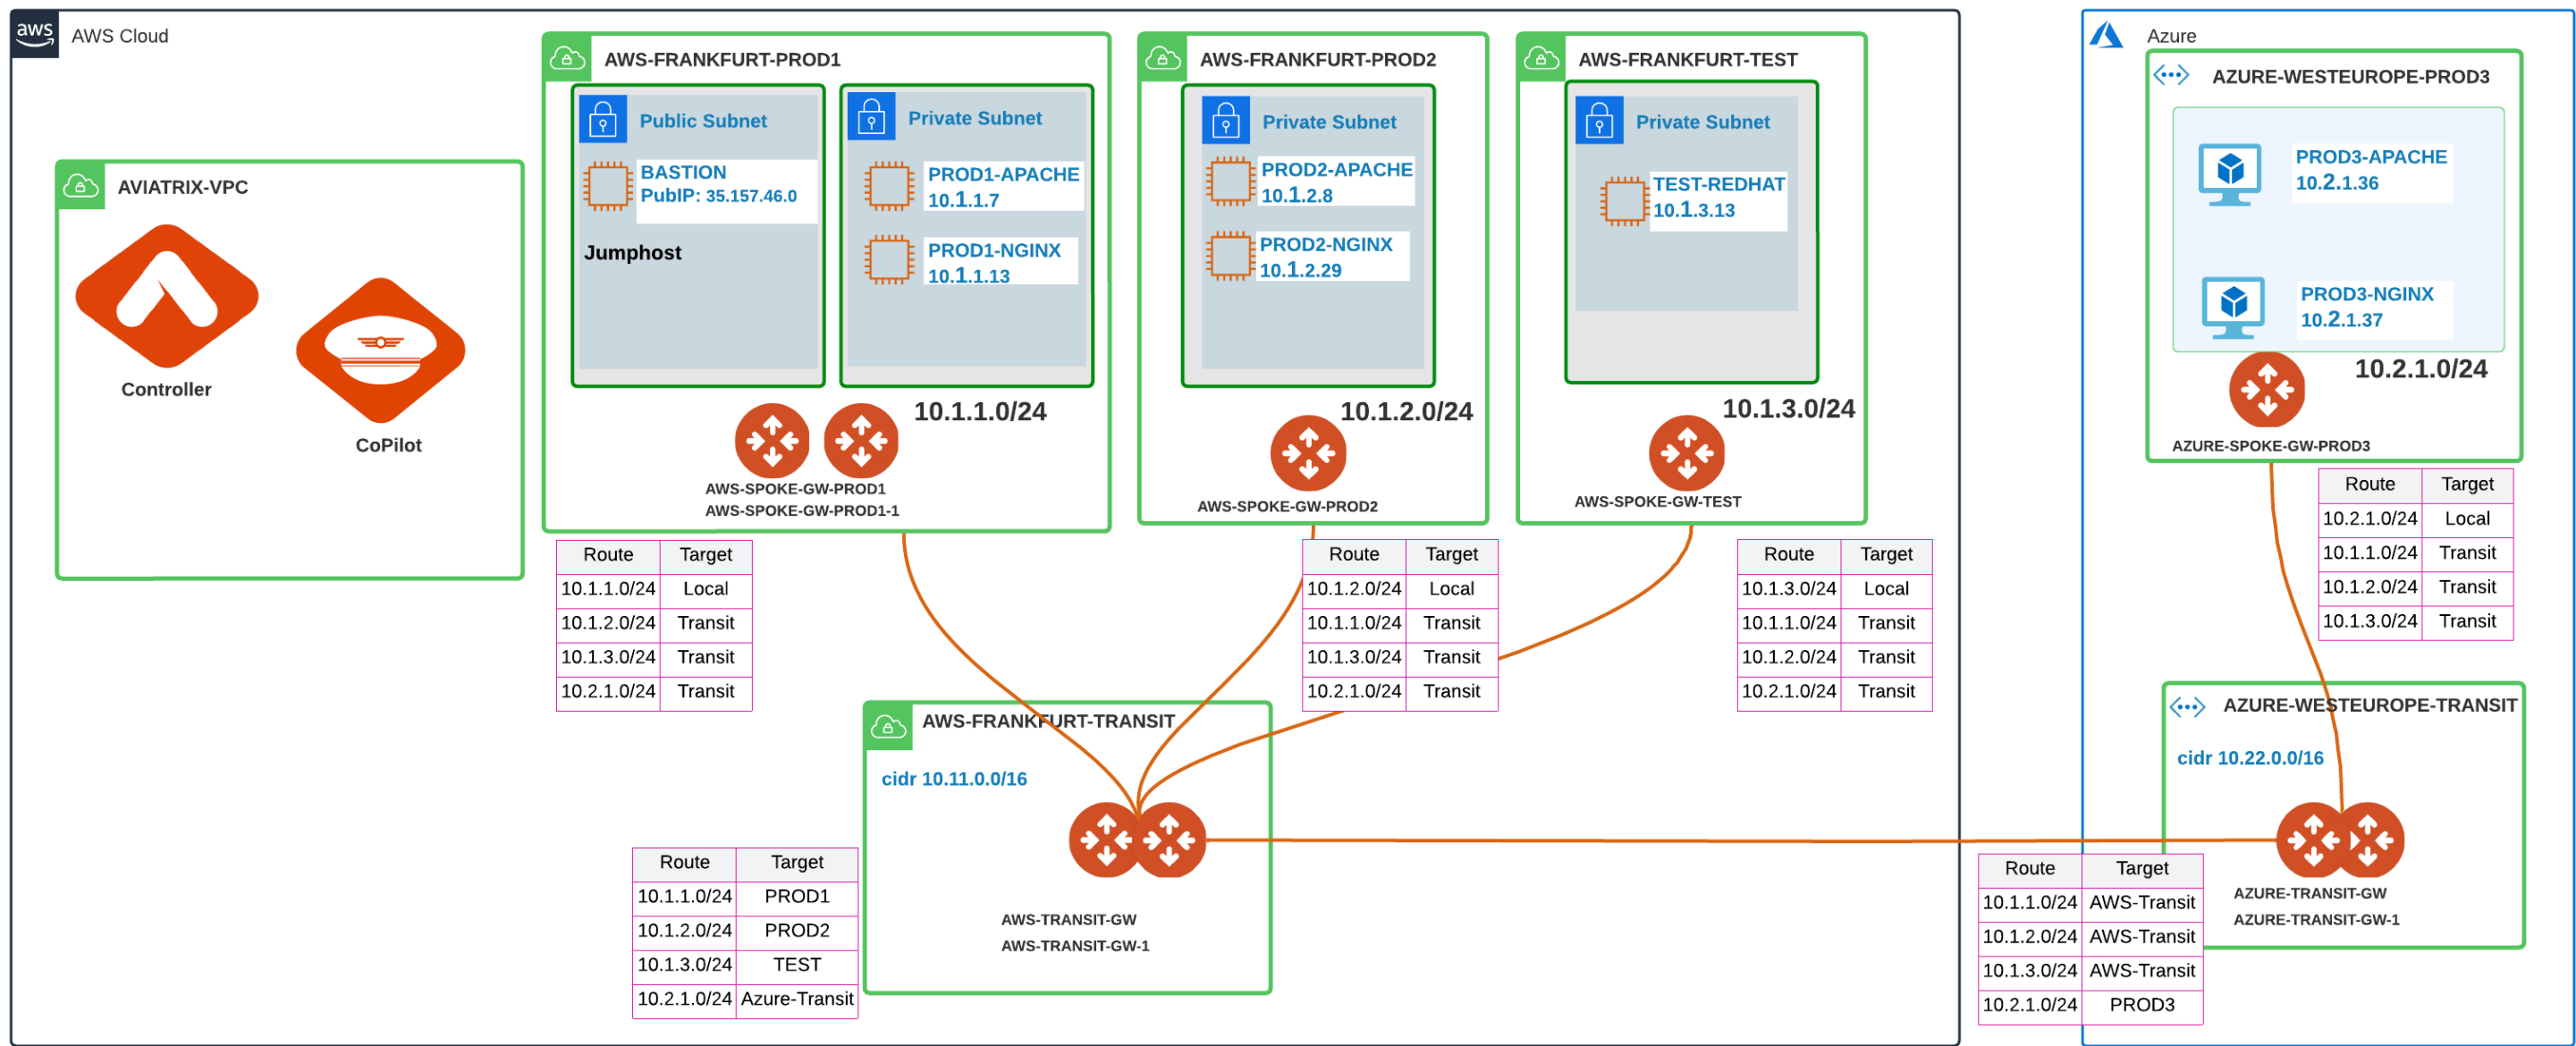 aws
AWS Cloud
AVIATRIX-VPC
Controller
CoPilot
AWS-FRANKFURT-PROD1
Public Subnet
BASTION
PublP: 35.157.46.0
Jumphost
Private Subnet
PROD1-APACHE
10.1.1.7
PROD1-NGINX
10.1.1.13
10.1.1.0/24
AWS-SPOKE-GW-PROD1
AWS-SPOKE-GW-PROD1-1
Route Target
10.1.1.0/24 Local
10.1.2.0/24 Transit
10.1.3.0/24 Transit
10.2.1.0/24 Transit
AWS-FRANKFURT-PROD2
Private Subnet
PROD2-APACHE
10.1.2.8
PROD2-NGINX
10.1.2.29
10.1.2.0/24
AWS-SPOKE-GW-PROD2
Route Target
10.1.2.0/24 Local
10.1.1.0/24 Transit
10.1.3.0/24 Transit
10.2.1.0/24 Transit
AWS-FRANKFURT-TEST
Private Subnet
TEST-REDHAT
10.1.3.13
10.1.3.0/24
AWS-SPOKE-GW-TEST
Route Target
10.1.3.0/24 Local
10.1.1.0/24 Transit
10.1.2.0/24 Transit
10.2.1.0/24 Transit
AWS-FRANKFURT-TRANSIT
cidr 10.11.0.0/16
AWS-TRANSIT-GW
AWS-TRANSIT-GW-1
Route Target
10.1.1.0/24 PROD1
10.1.2.0/24 PROD2
10.1.3.0/24 TEST
10.2.1.0/24 Azure-Transit
Azure
AZURE-WESTEUROPE-PROD3
PROD3-APACHE
10.2.1.36
PROD3-NGINX
10.2.1.37
10.2.1.0/24
AZURE-SPOKE-GW-PROD3
Route Target
10.2.1.0/24 Local
10.1.1.0/24 Transit
10.1.2.0/24 Transit
10.1.3.0/24 Transit
AZURE-WESTEUROPE-TRANSIT
cidr 10.22.0.0/16
AZURE-TRANSIT-GW
AZURE-TRANSIT-GW-1
Route Target
10.1.1.0/24 AWS-Transit
10.1.2.0/24 AWS-Transit
10.1.3.0/24 AWS-Transit
10.2.1.0/24 PROD3